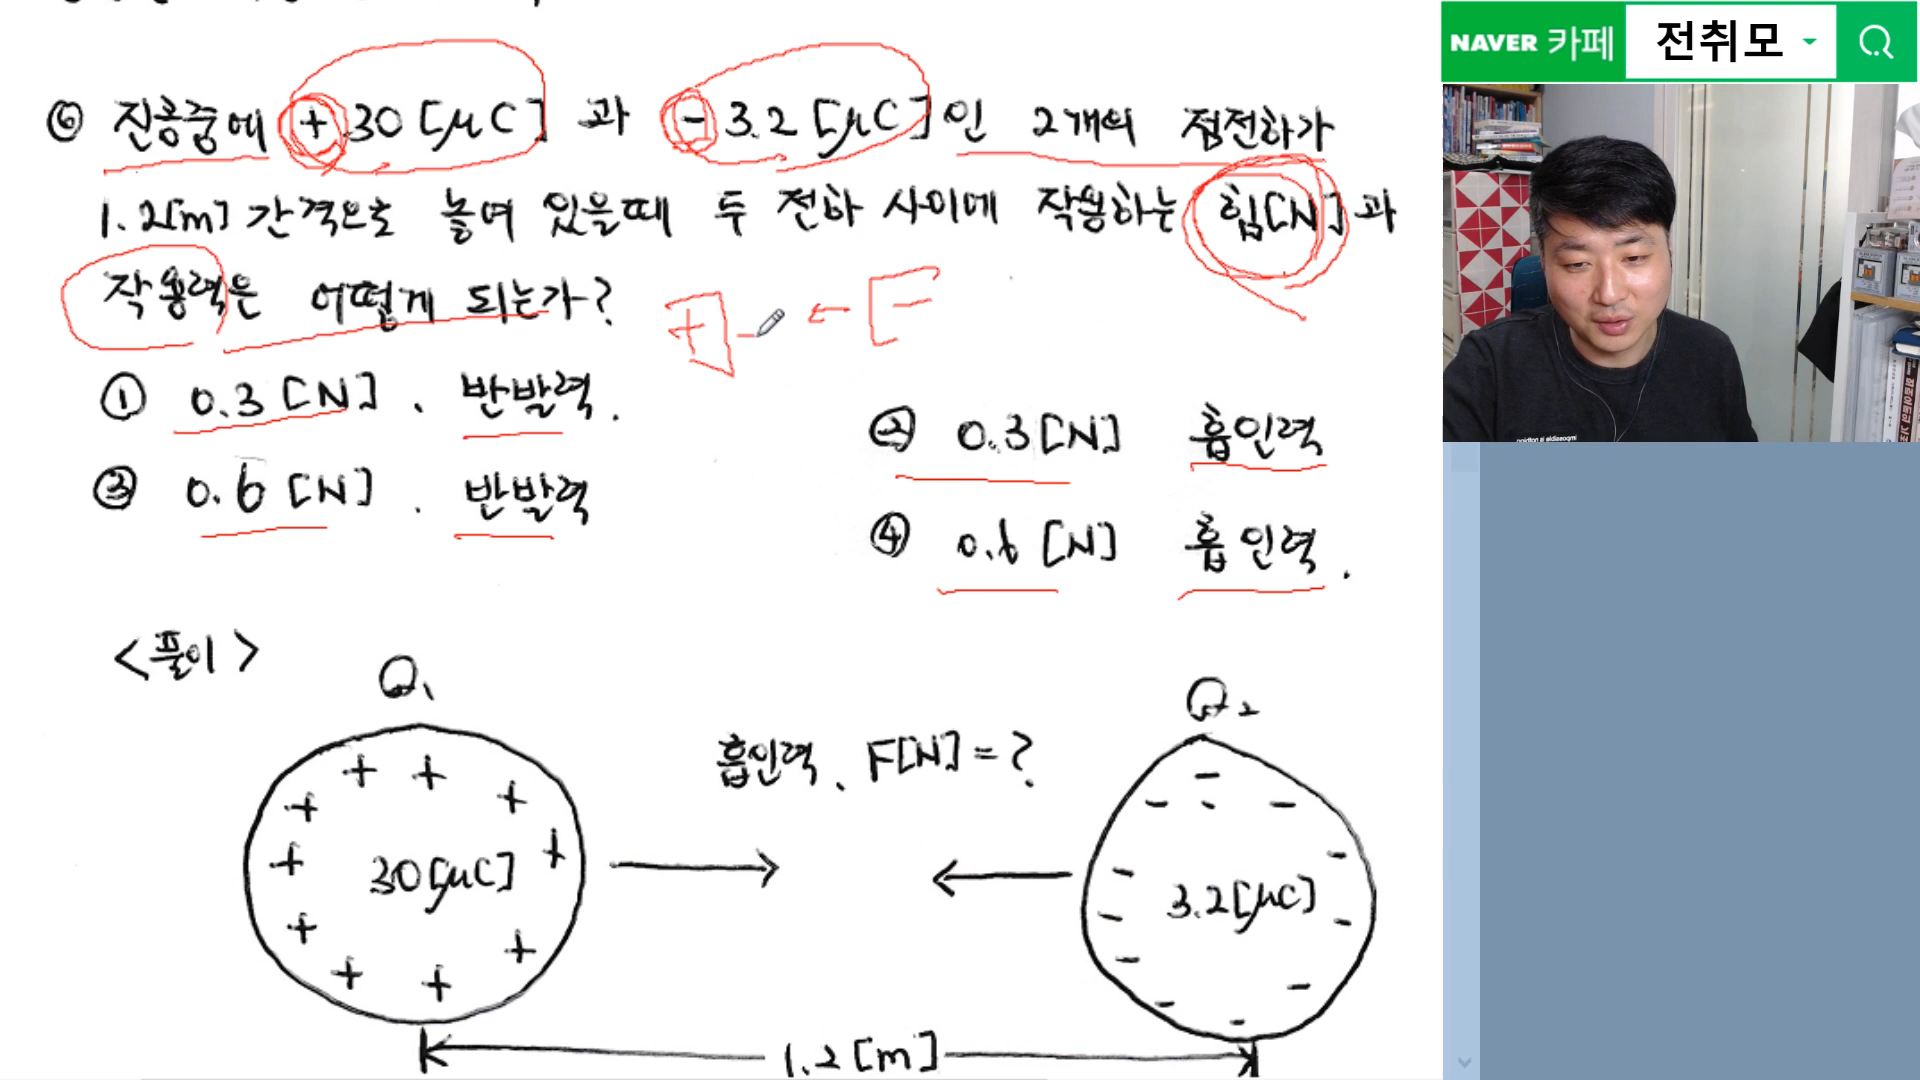 NAVER 카페 전취모
⑥ 진공중에 +30[μC] 과 -3.2[μC]인 2개의 점전하가
1.2[m] 간격으로 놓여 있을때 두 전하 사이에 작용하는 힘[N]과
작용력은 어떻게 되는가?
+ - ← -
① 0.3[N]. 반발력.
② 0.3[N] 흡인력
③ 0.6[N]. 반발력
④ 0.6[N] 흡인력.
<풀이>
Q₁
Q₂
흡인력, F[N]=?
+ + + + + + + + + + +
30[μC]
- - - - - - - - - - - - -
3.2[μC]
1.2[m]